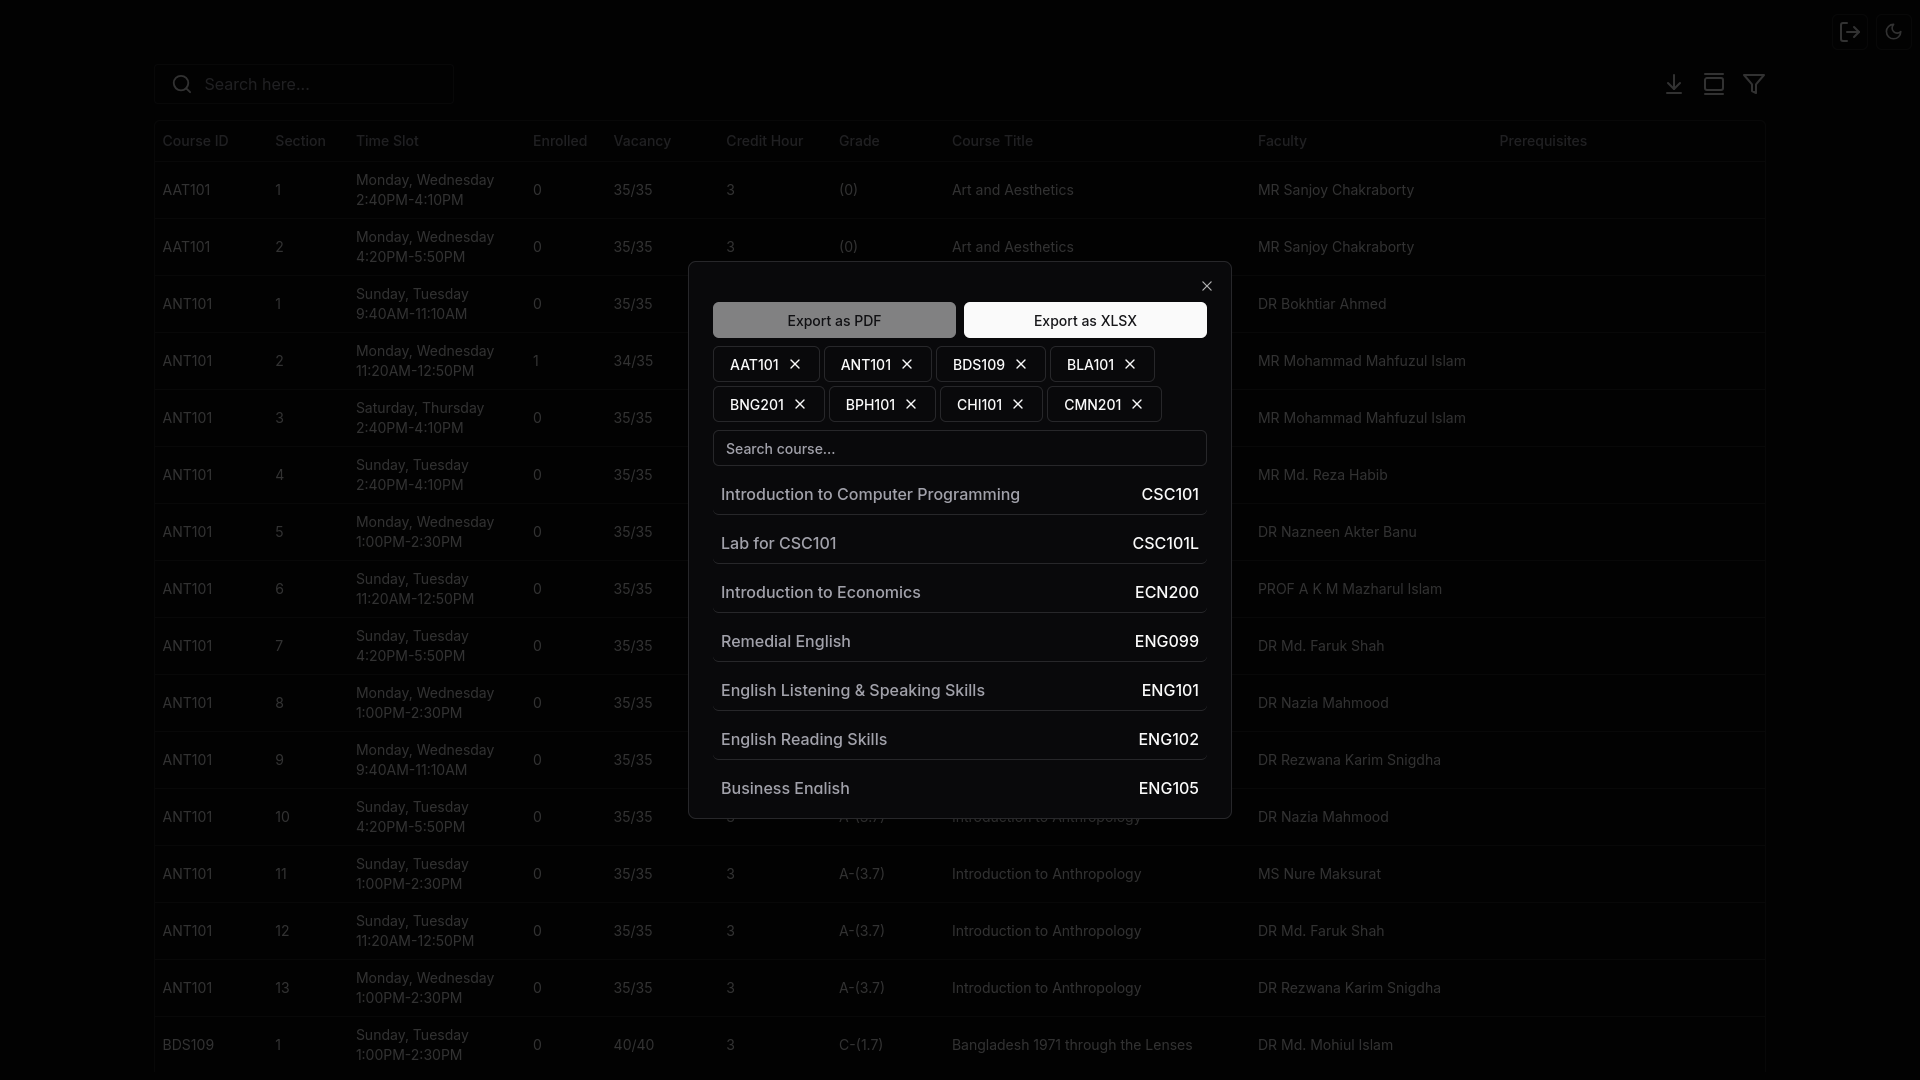 Search here...
Course ID Section Time Slot Enrolled Vacancy Credit Hour Grade Course Title Faculty Prerequisites
AAT101 1 Monday, Wednesday 2:40PM-4:10PM 0 35/35 3 (0) Art and Aesthetics MR Sanjoy Chakraborty
AAT101 2 Monday, Wednesday 4:20PM-5:50PM 0 35/35 3 (0) Art and Aesthetics MR Sanjoy Chakraborty
ANT101 1 Sunday, Tuesday 9:40AM-11:10AM 0 35/35 DR Bokhtiar Ahmed
ANT101 2 Monday, Wednesday 11:20AM-12:50PM 1 34/35 MR Mohammad Mahfuzul Islam
ANT101 3 Saturday, Thursday 2:40PM-4:10PM 0 35/35 MR Mohammad Mahfuzul Islam
ANT101 4 Sunday, Tuesday 2:40PM-4:10PM 0 35/35 MR Md. Reza Habib
ANT101 5 Monday, Wednesday 1:00PM-2:30PM 0 35/35 DR Nazneen Akter Banu
ANT101 6 Sunday, Tuesday 11:20AM-12:50PM 0 35/35 PROF A K M Mazharul Islam
ANT101 7 Sunday, Tuesday 4:20PM-5:50PM 0 35/35 DR Md. Faruk Shah
ANT101 8 Monday, Wednesday 1:00PM-2:30PM 0 35/35 DR Nazia Mahmood
ANT101 9 Monday, Wednesday 9:40AM-11:10AM 0 35/35 DR Rezwana Karim Snigdha
ANT101 10 Sunday, Tuesday 4:20PM-5:50PM 0 35/35 3 A-(3.7) Introduction to Anthropology DR Nazia Mahmood
ANT101 11 Sunday, Tuesday 1:00PM-2:30PM 0 35/35 3 A-(3.7) Introduction to Anthropology MS Nure Maksurat
ANT101 12 Sunday, Tuesday 11:20AM-12:50PM 0 35/35 3 A-(3.7) Introduction to Anthropology DR Md. Faruk Shah
ANT101 13 Monday, Wednesday 1:00PM-2:30PM 0 35/35 3 A-(3.7) Introduction to Anthropology DR Rezwana Karim Snigdha
BDS109 1 Sunday, Tuesday 1:00PM-2:30PM 0 40/40 3 C-(1.7) Bangladesh 1971 through the Lenses DR Md. Mohiul Islam
Export as PDF Export as XLSX
AAT101 ANT101 BDS109 BLA101
BNG201 BPH101 CHI101 CMN201
Search course...
Introduction to Computer Programming CSC101
Lab for CSC101 CSC101L
Introduction to Economics ECN200
Remedial English ENG099
English Listening & Speaking Skills ENG101
English Reading Skills ENG102
Business English ENG105